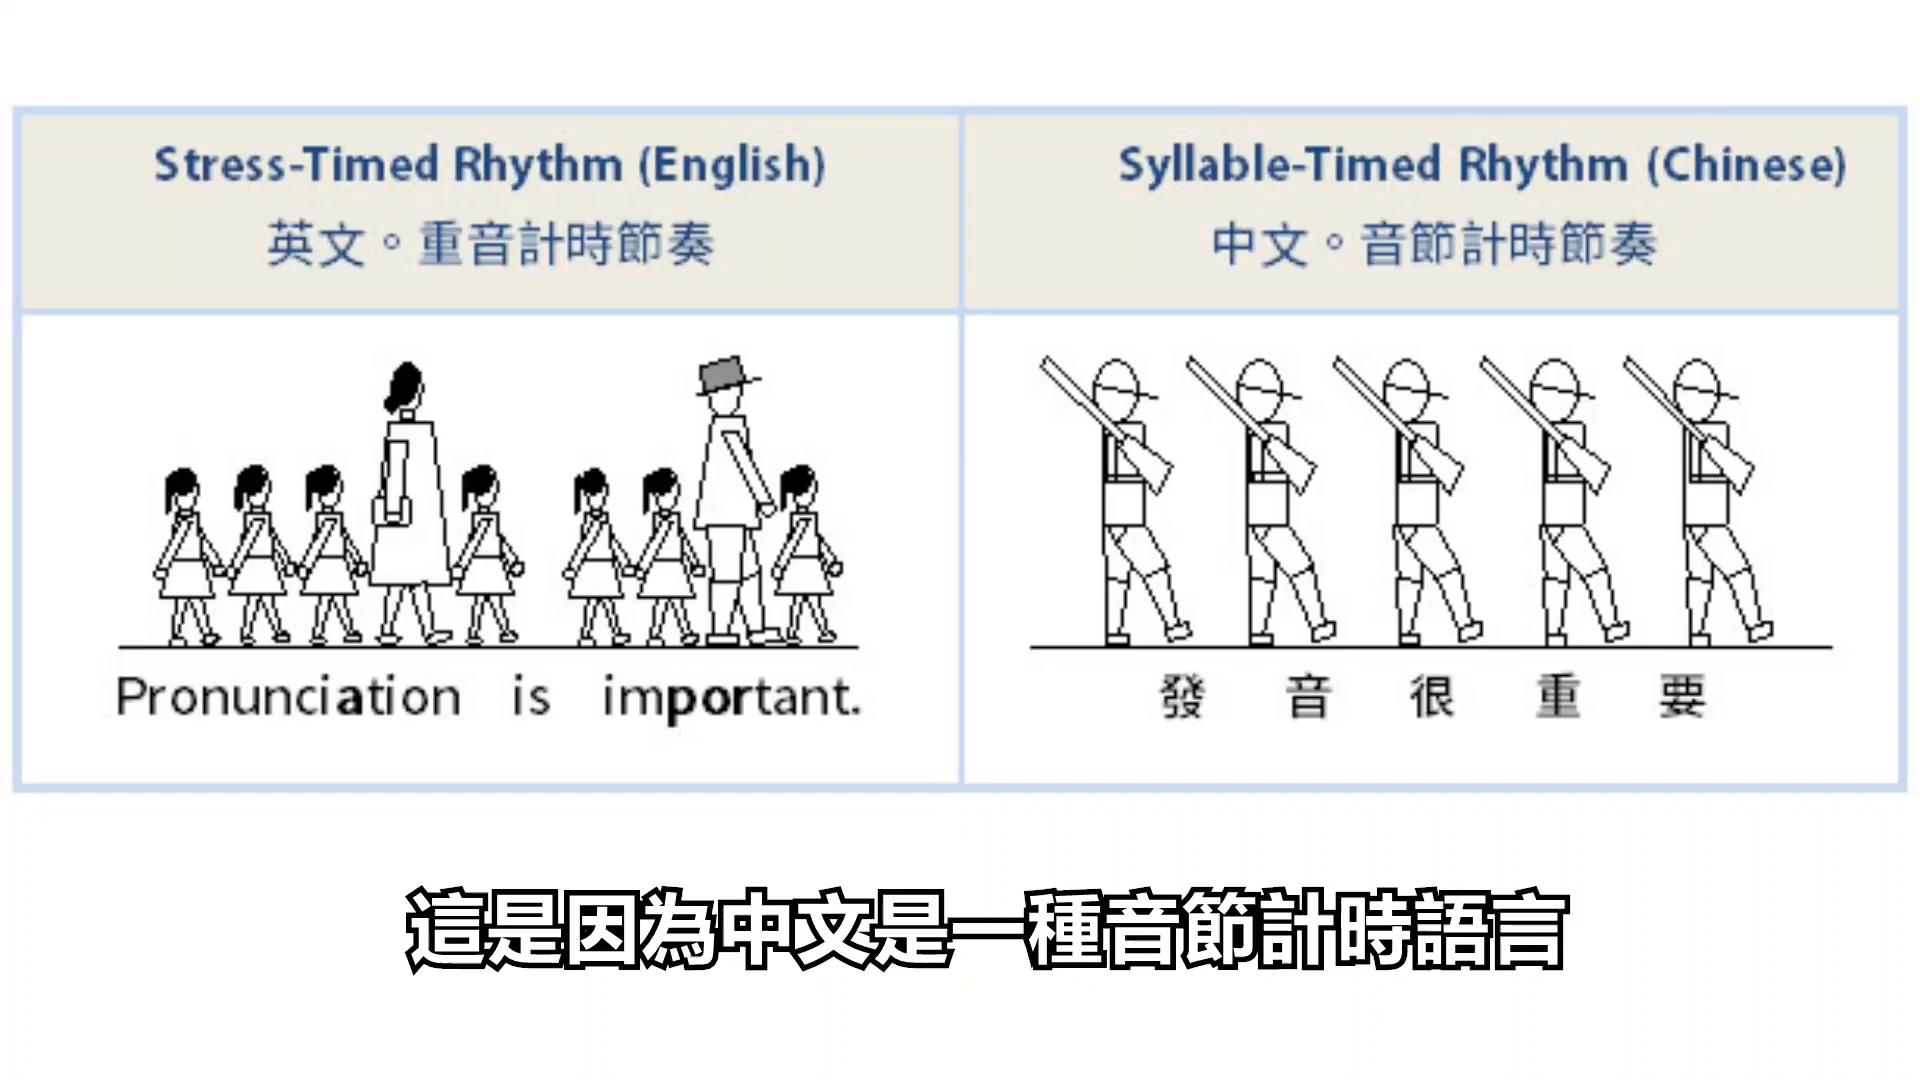 Stress-Timed Rhythm (English)
英文。重音計時節奏
Syllable-Timed Rhythm (Chinese)
中文。音節計時節奏
Pronunciation is important.
發 音 很 重 要
這是因為中文是一種音節計時語言